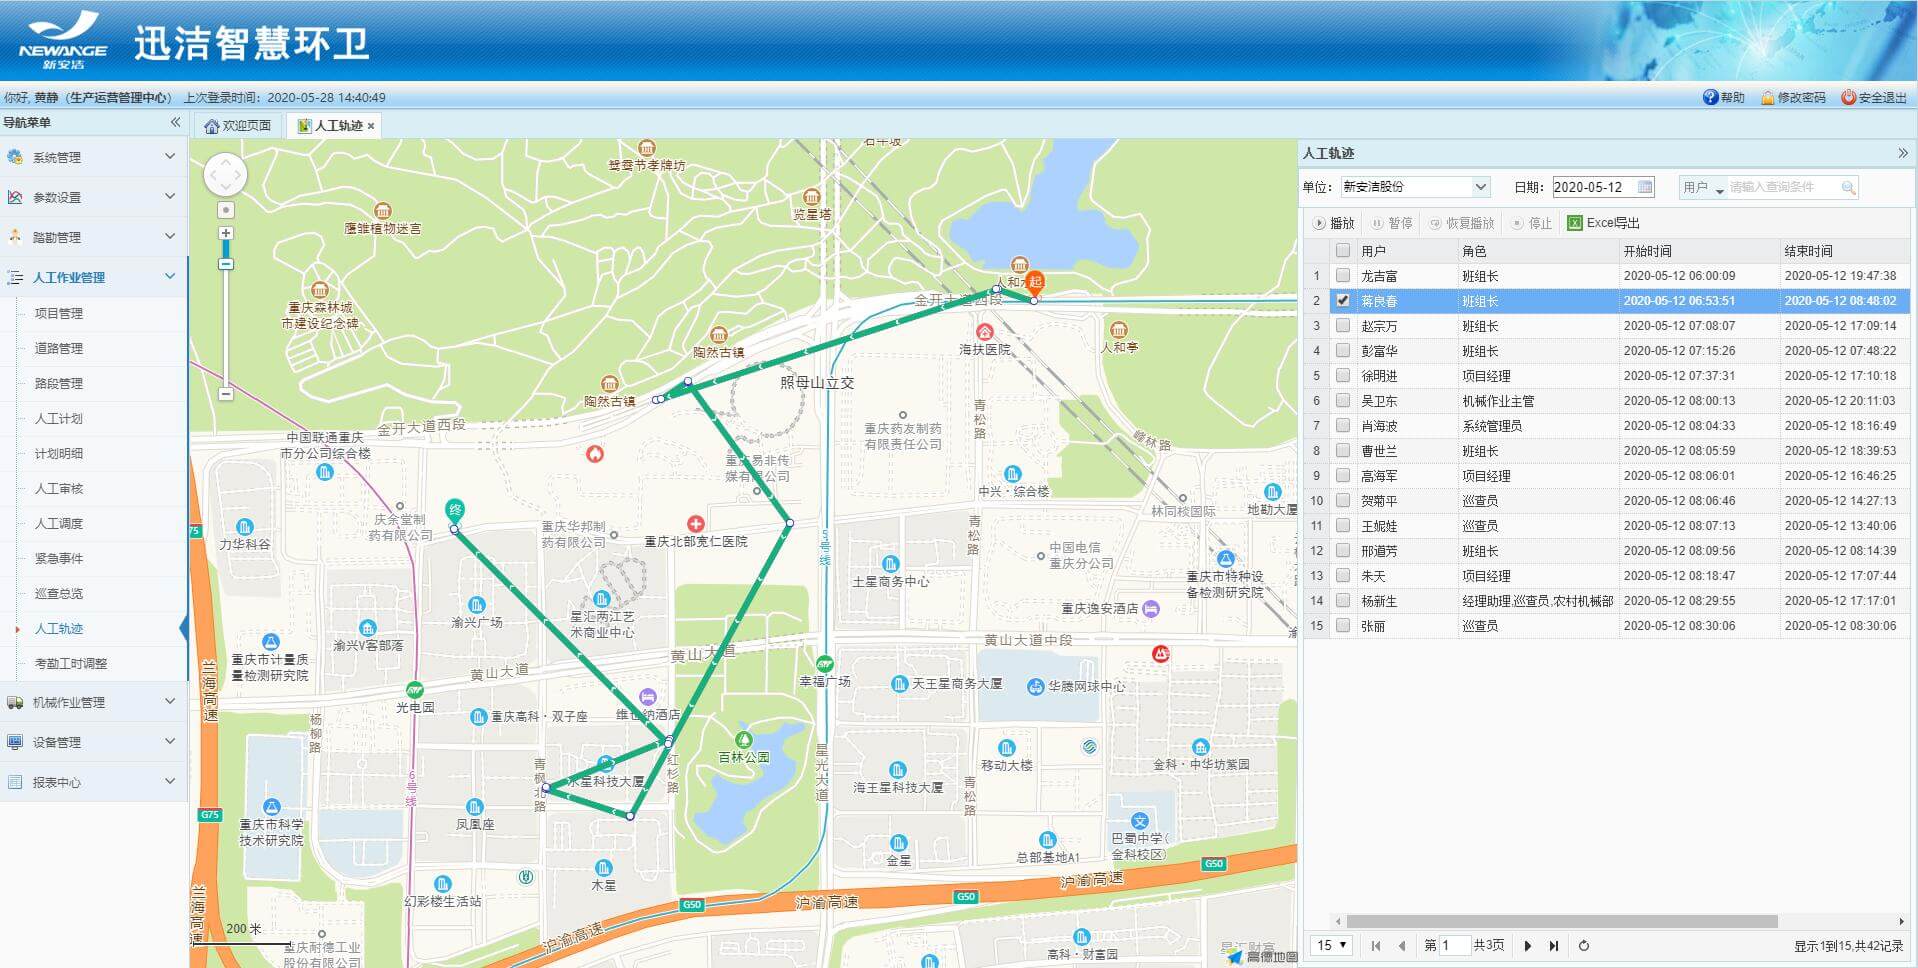 NEWANGE
新安洁
迅洁智慧环卫
你好, 黄静（生产运营管理中心） 上次登录时间：2020-05-28 14:40:49
帮助 修改密码 安全退出
导航菜单
欢迎页面 人工轨迹
系统管理
参数设置
踏勘管理
人工作业管理
项目管理
道路管理
路段管理
人工计划
计划明细
人工审核
人工调度
紧急事件
巡查总览
人工轨迹
考勤工时调整
机械作业管理
设备管理
报表中心
鸳鸯节孝牌坊
石牛坡
鹰雏植物迷宫
览星塔
重庆森林城
市建设纪念碑
陶然古镇
陶然古镇
金开大道西段
金开大道西段
起
海扶医院
人和亭
照母山立交
中国联通重庆
市分公司综合楼
重庆药友制药
有限责任公司
青松路
峰林路
重庆易非传
媒有限公司
中兴·综合楼
林同棪国际
地勘大厦
75
力华科谷
庆余堂制
药有限公司
终
重庆华邦制
药有限公司
重庆北部宽仁医院
5号线
青松路
中国电信
重庆分公司
土星商务中心
重庆市特种设
备检测研究院
渝兴广场
星汇两江艺
术商业中心
重庆逸安酒店
渝兴V客部落
重庆市计量质
量检测研究院
黄山大道
黄山大道
黄山大道中段
兰海高速
光电园
幸福广场
天王星商务大厦
华腾网球中心
维也纳酒店
重庆高科·双子座
杨柳路
6号线
百林公园
红杉路
星光大道
移动大楼
金科·中华坊紫园
青枫北路
水星科技大厦
海王星科技大厦
青松路
G75
重庆市科学
技术研究院
凤凰座
金星
总部基地A1
巴蜀中学(
金科校区)
文
G50
木星
幻彩楼生活站
沪渝高速
兰海高速
G50
G50
沪渝高速
沪渝高速
200 米
重庆耐德工业
股份有限公司
高科·财富园
星汇财富
高德地图
人工轨迹
单位： 新安洁股份 日期： 2020-05-12 用户 请输入查询条件
播放 暂停 恢复播放 停止 Excel导出
用户 角色 开始时间 结束时间
1 龙吉富 班组长 2020-05-12 06:00:09 2020-05-12 19:47:38
2 蒋良春 班组长 2020-05-12 06:53:51 2020-05-12 08:48:02
3 赵宗万 班组长 2020-05-12 07:08:07 2020-05-12 17:09:14
4 彭富华 班组长 2020-05-12 07:15:26 2020-05-12 07:48:22
5 徐明进 项目经理 2020-05-12 07:37:31 2020-05-12 17:10:18
6 吴卫东 机械作业主管 2020-05-12 08:00:13 2020-05-12 20:11:03
7 肖海波 系统管理员 2020-05-12 08:04:33 2020-05-12 18:16:49
8 曹世兰 班组长 2020-05-12 08:05:59 2020-05-12 18:39:53
9 高海军 项目经理 2020-05-12 08:06:01 2020-05-12 16:46:25
10 贺菊平 巡查员 2020-05-12 08:06:46 2020-05-12 14:27:13
11 王妮娃 巡查员 2020-05-12 08:07:13 2020-05-12 13:40:06
12 邢道芳 班组长 2020-05-12 08:09:56 2020-05-12 08:14:39
13 朱天 项目经理 2020-05-12 08:18:47 2020-05-12 17:07:44
14 杨新生 经理助理,巡查员,农村机械部 2020-05-12 08:29:55 2020-05-12 17:17:01
15 张丽 巡查员 2020-05-12 08:30:06 2020-05-12 08:30:06
15 第 1 共3页 显示1到15,共42记录